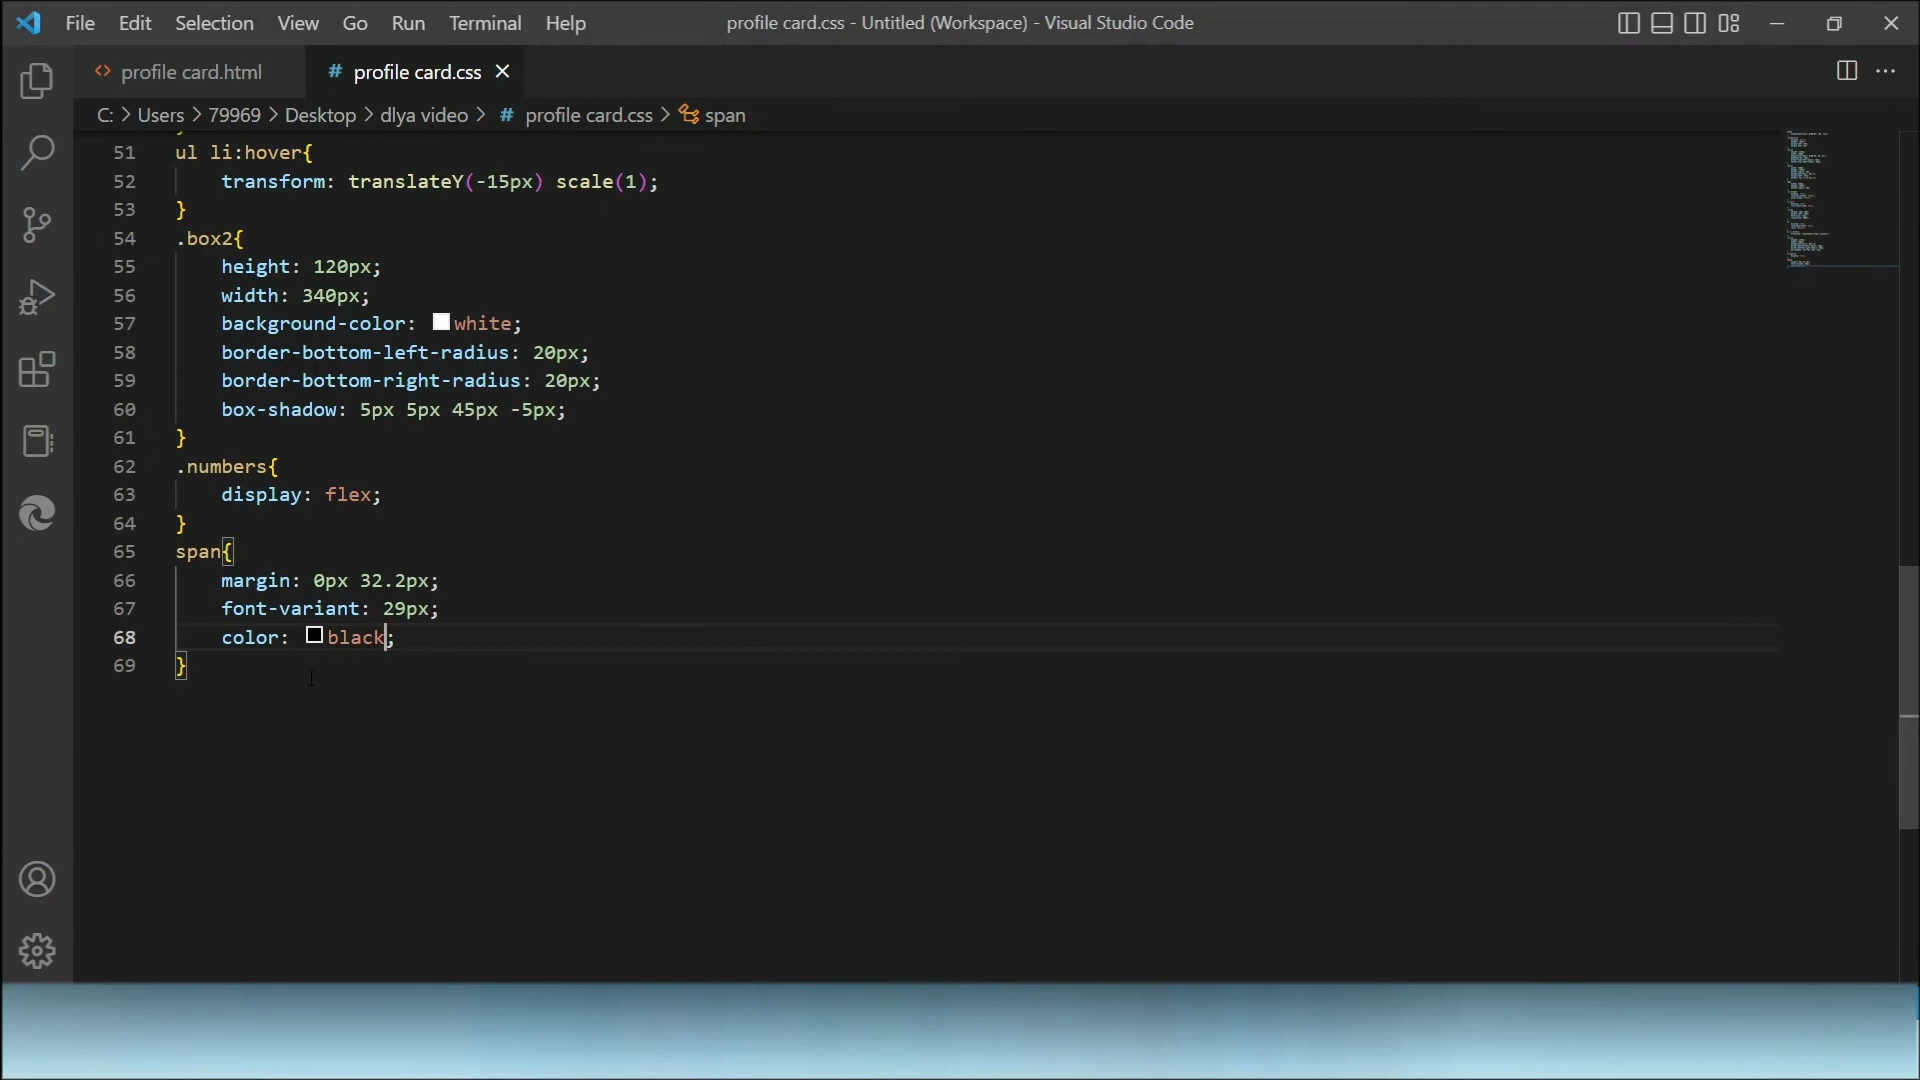 File Edit Selection View Go Run Terminal Help
profile card.css - Untitled (Workspace) - Visual Studio Code
profile card.html
# profile card.css
C: > Users > 79969 > Desktop > dlya video > # profile card.css > span
51 ul li:hover{
52 transform: translateY(-15px) scale(1);
53 }
54 .box2{
55 height: 120px;
56 width: 340px;
57 background-color: white;
58 border-bottom-left-radius: 20px;
59 border-bottom-right-radius: 20px;
60 box-shadow: 5px 5px 45px -5px;
61 }
62 .numbers{
63 display: flex;
64 }
65 span{
66 margin: 0px 32.2px;
67 font-variant: 29px;
68 color: black;
69 }